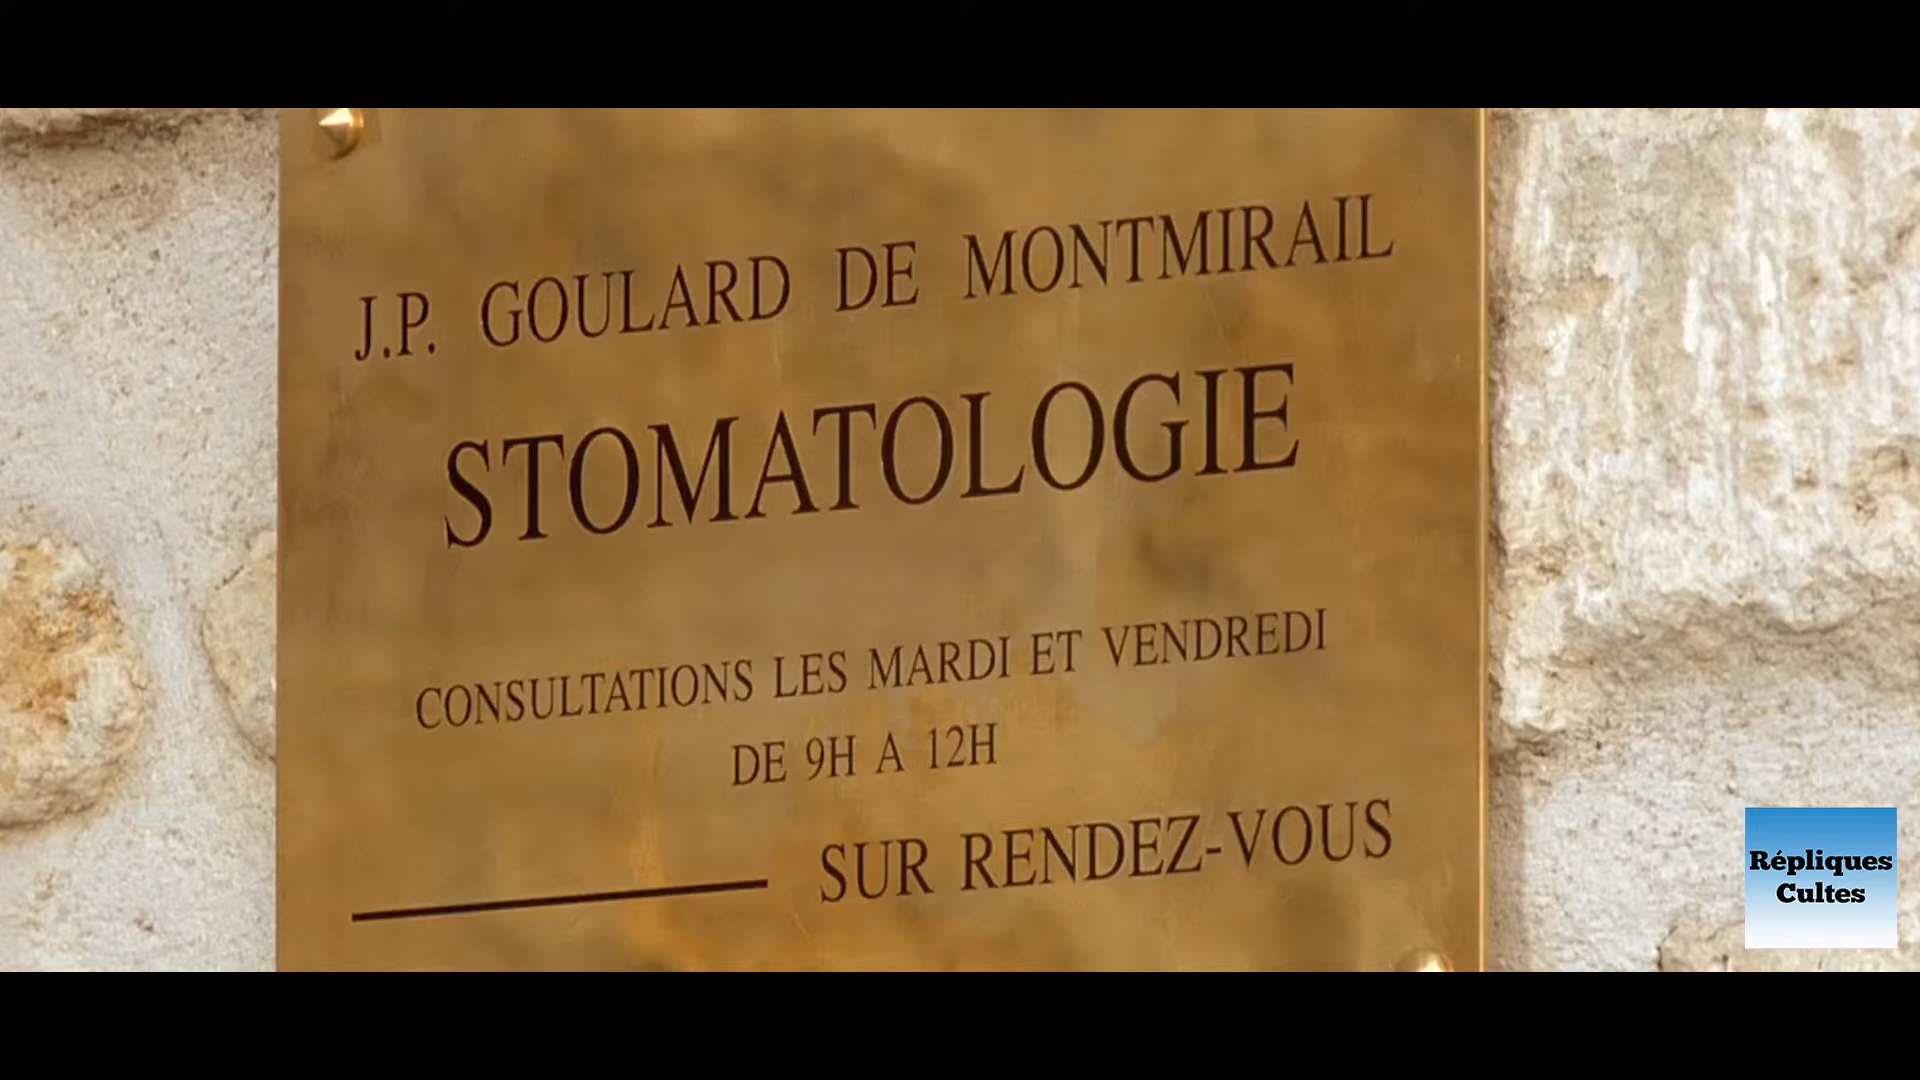 J.P. GOULARD DE MONTMIRAIL
STOMATOLOGIE
CONSULTATIONS LES MARDI ET VENDREDI
DE 9H A 12H
SUR RENDEZ-VOUS
Répliques
Cultes